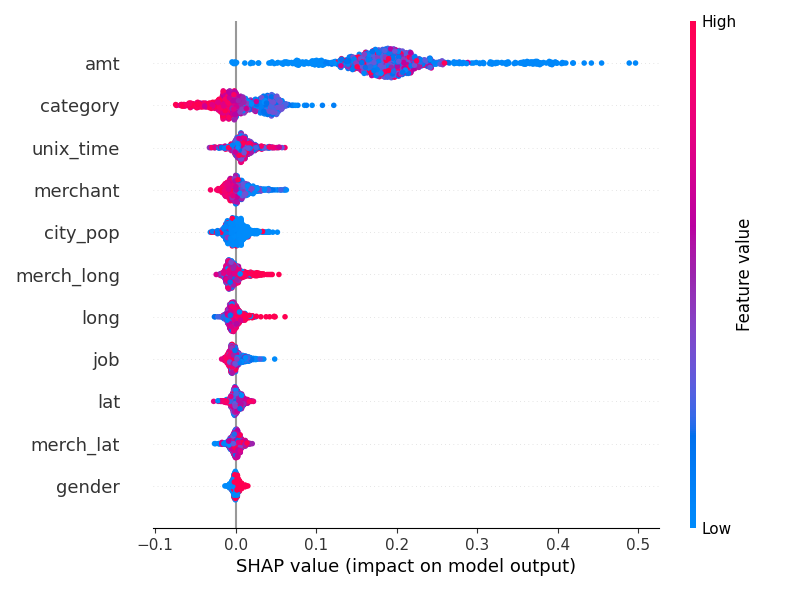 High
amt
category
unix_time
merchant
city_pop
merch_long
long
job
lat
merch_lat
gender
Feature value
Low
−0.1 0.0 0.1 0.2 0.3 0.4 0.5
SHAP value (impact on model output)